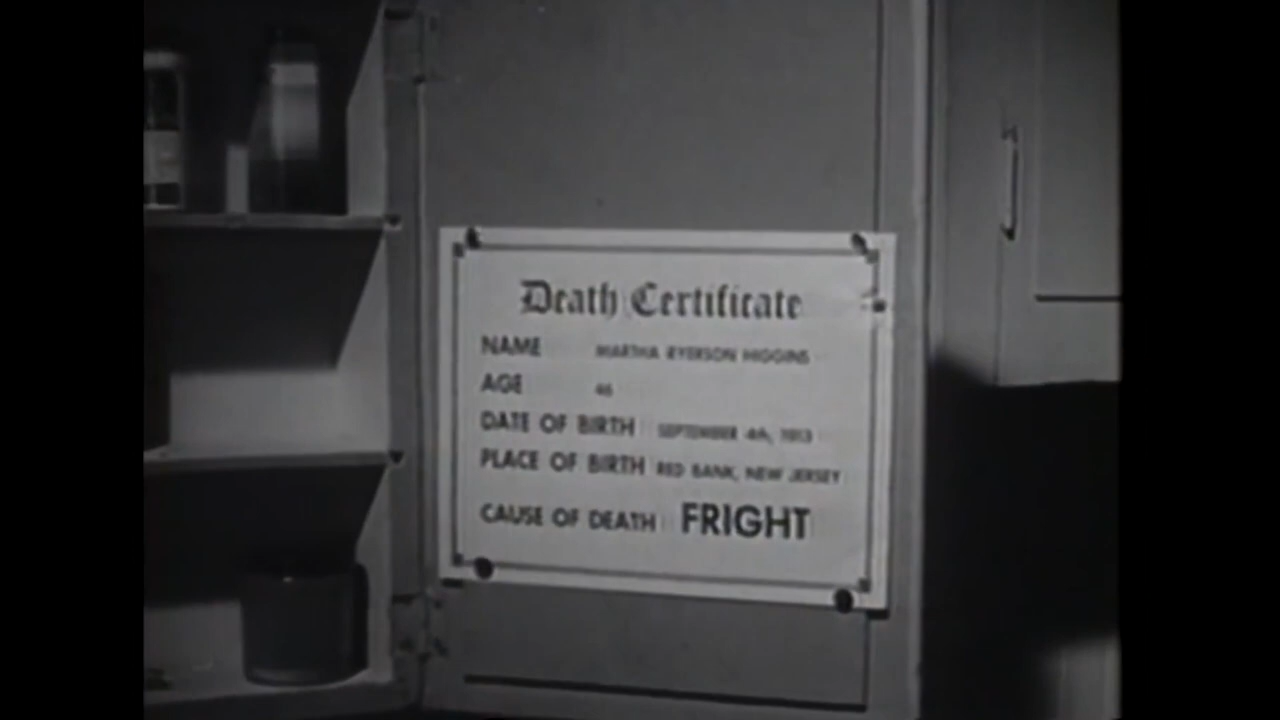 Death Certificate
NAME MARTHA RYERSON HIGGINS
AGE 46
DATE OF BIRTH SEPTEMBER 4th, 1913
PLACE OF BIRTH RED BANK, NEW JERSEY
CAUSE OF DEATH FRIGHT